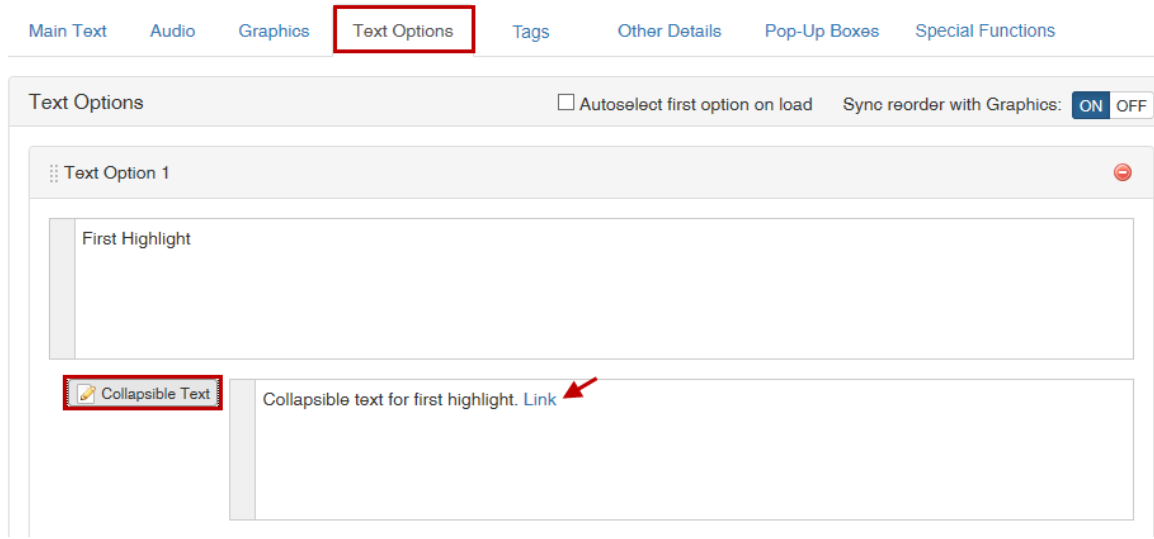 Main Text Audio Graphics Text Options Tags Other Details Pop-Up Boxes Special Functions
Text Options Autoselect first option on load Sync reorder with Graphics: ON OFF
Text Option 1
First Highlight
Collapsible Text Collapsible text for first highlight. Link